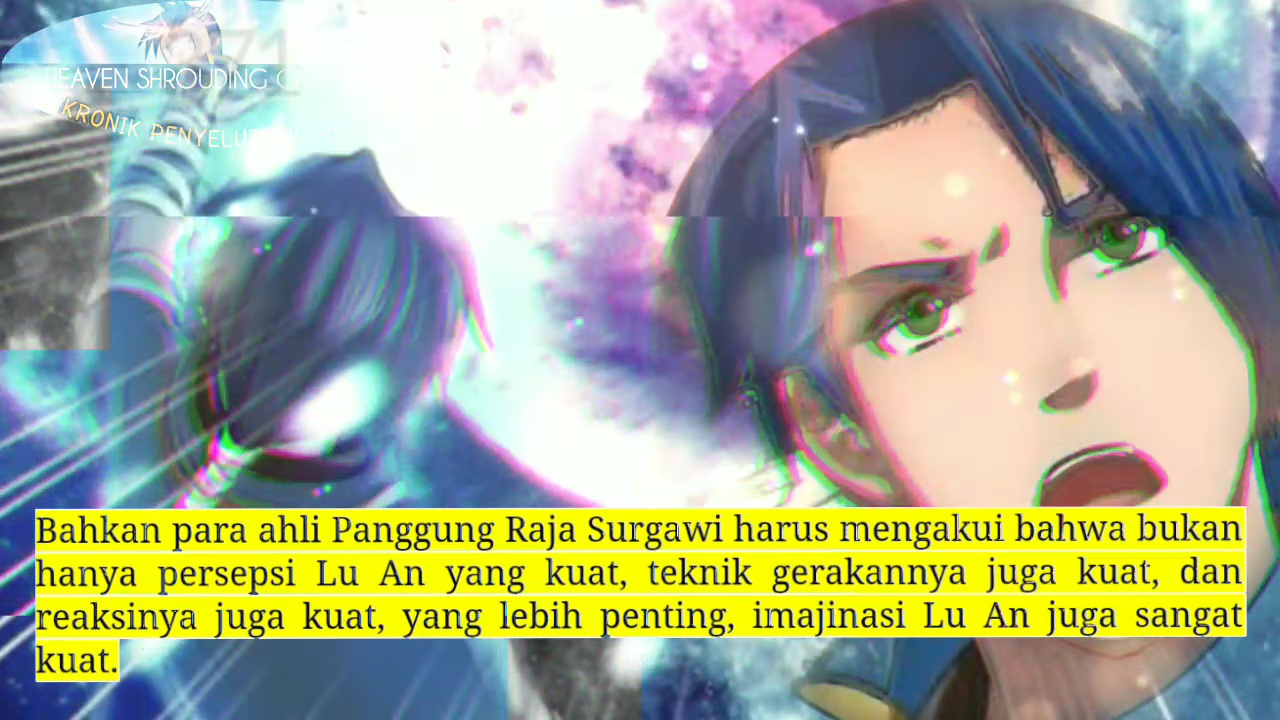 HEAVEN SHROUDING
KRONIK
Bahkan para ahli Panggung Raja Surgawi harus mengakui bahwa bukan
hanya persepsi Lu An yang kuat, teknik gerakannya juga kuat, dan
reaksinya juga kuat, yang lebih penting, imajinasi Lu An juga sangat
kuat.